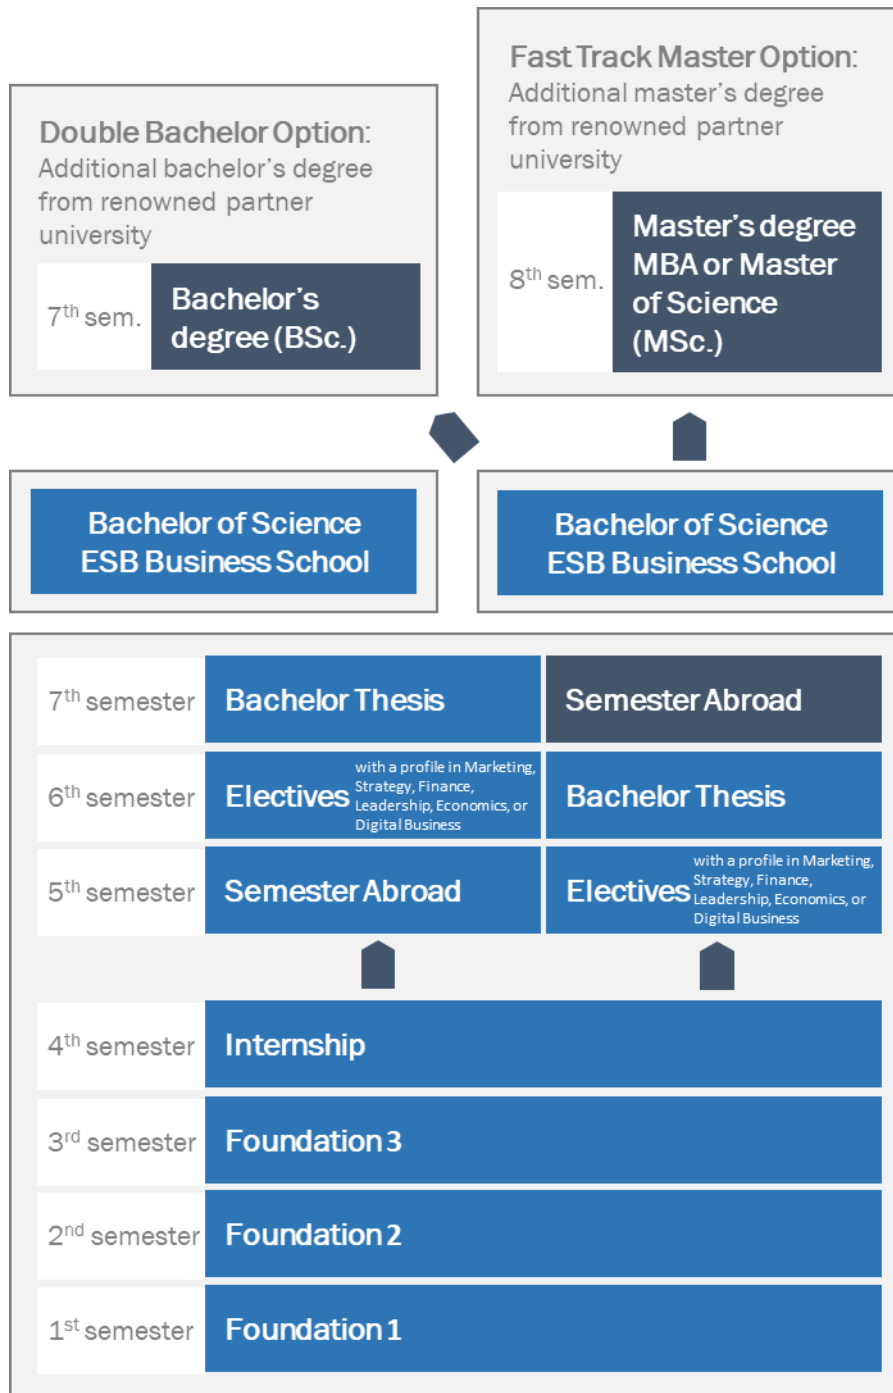 Fast Track Master Option:
Additional master's degree
from renowned partner
university
8th sem.
Master's degree
MBA or Master
of Science
(MSc.)
Double Bachelor Option:
Additional bachelor's degree
from renowned partner
university
7th sem.
Bachelor's
degree (BSc.)
Bachelor of Science
ESB Business School
Bachelor of Science
ESB Business School
7th semester
Bachelor Thesis
Semester Abroad
6th semester
Electives
with a profile in Marketing,
Strategy, Finance,
Leadership, Economics, or
Digital Business
Bachelor Thesis
5th semester
Semester Abroad
Electives
with a profile in Marketing,
Strategy, Finance,
Leadership, Economics, or
Digital Business
4th semester
Internship
3rd semester
Foundation 3
2nd semester
Foundation 2
1st semester
Foundation 1